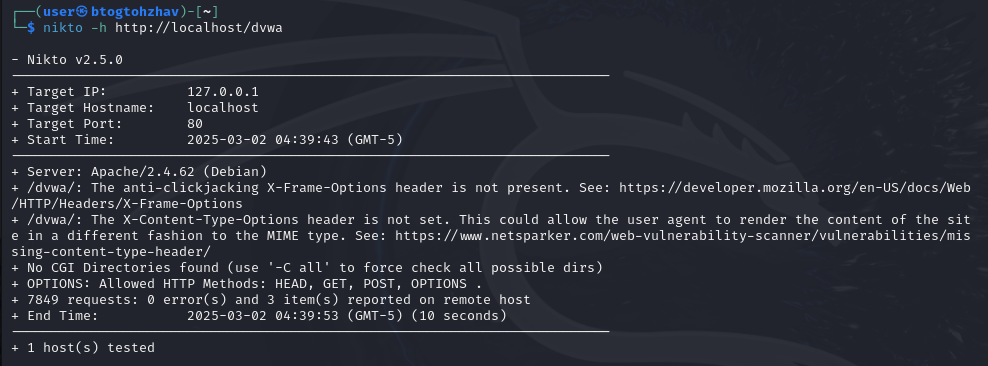 ┌──(user㉿btogtohzhav)-[~]
└─$ nikto -h http://localhost/dvwa
- Nikto v2.5.0
---------------------------------------------------------------------------
+ Target IP:          127.0.0.1
+ Target Hostname:    localhost
+ Target Port:        80
+ Start Time:         2025-03-02 04:39:43 (GMT-5)
---------------------------------------------------------------------------
+ Server: Apache/2.4.62 (Debian)
+ /dvwa/: The anti-clickjacking X-Frame-Options header is not present. See: https://developer.mozilla.org/en-US/docs/Web
/HTTP/Headers/X-Frame-Options
+ /dvwa/: The X-Content-Type-Options header is not set. This could allow the user agent to render the content of the sit
e in a different fashion to the MIME type. See: https://www.netsparker.com/web-vulnerability-scanner/vulnerabilities/mis
sing-content-type-header/
+ No CGI Directories found (use '-C all' to force check all possible dirs)
+ OPTIONS: Allowed HTTP Methods: HEAD, GET, POST, OPTIONS .
+ 7849 requests: 0 error(s) and 3 item(s) reported on remote host
+ End Time:           2025-03-02 04:39:53 (GMT-5) (10 seconds)
---------------------------------------------------------------------------
+ 1 host(s) tested